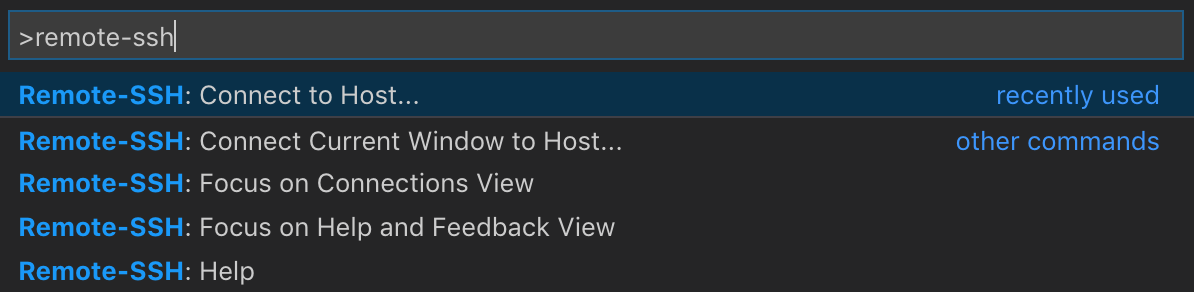 >remote-ssh
Remote-SSH: Connect to Host... recently used
Remote-SSH: Connect Current Window to Host... other commands
Remote-SSH: Focus on Connections View
Remote-SSH: Focus on Help and Feedback View
Remote-SSH: Help